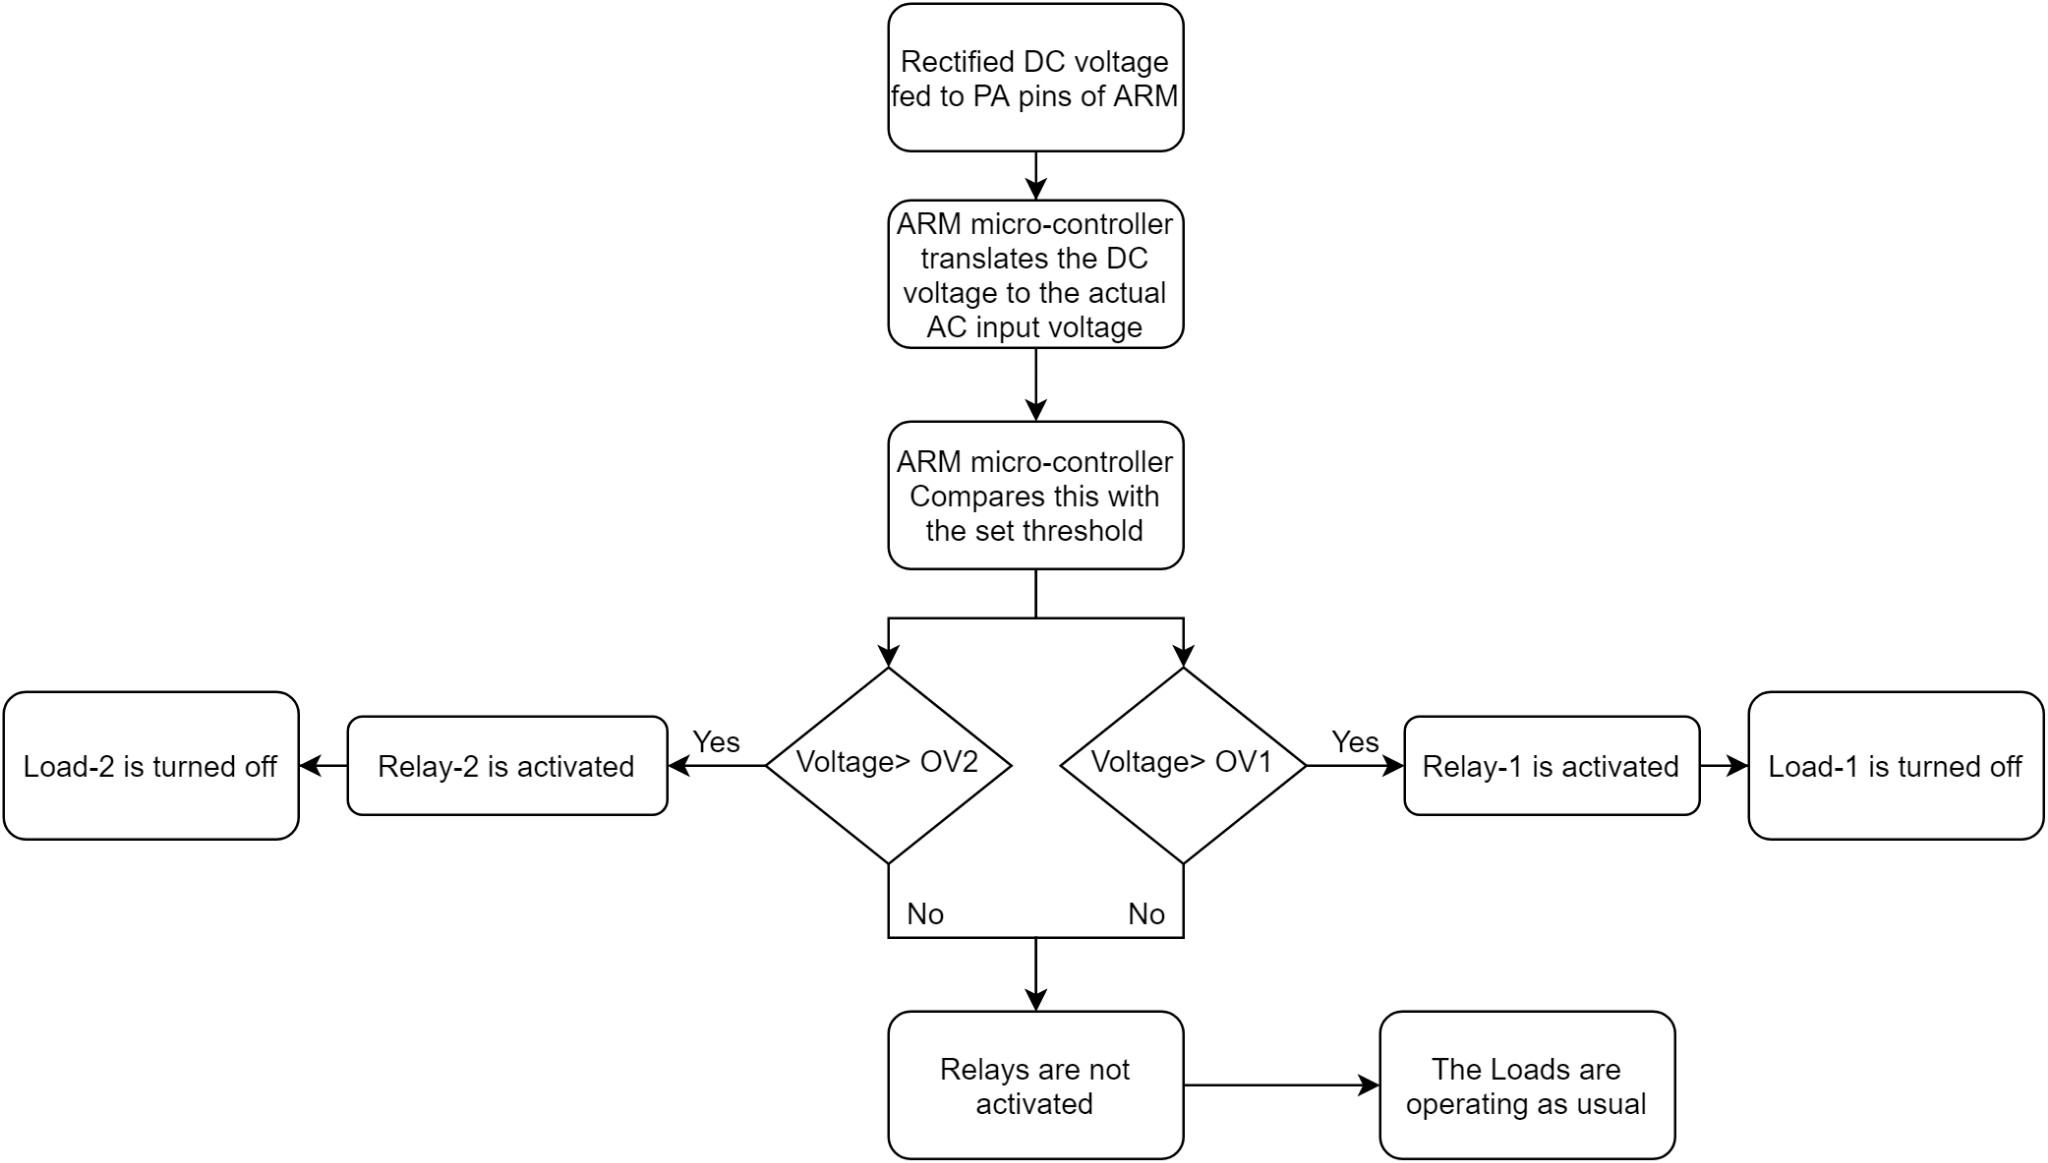 Rectified DC voltage
fed to PA pins of ARM
ARM micro-controller
translates the DC
voltage to the actual
AC input voltage
ARM micro-controller
Compares this with
the set threshold
Load-2 is turned off
Relay-2 is activated
Yes
Voltage> OV2
Voltage> OV1
Yes
Relay-1 is activated
Load-1 is turned off
No
No
Relays are not
activated
The Loads are
operating as usual